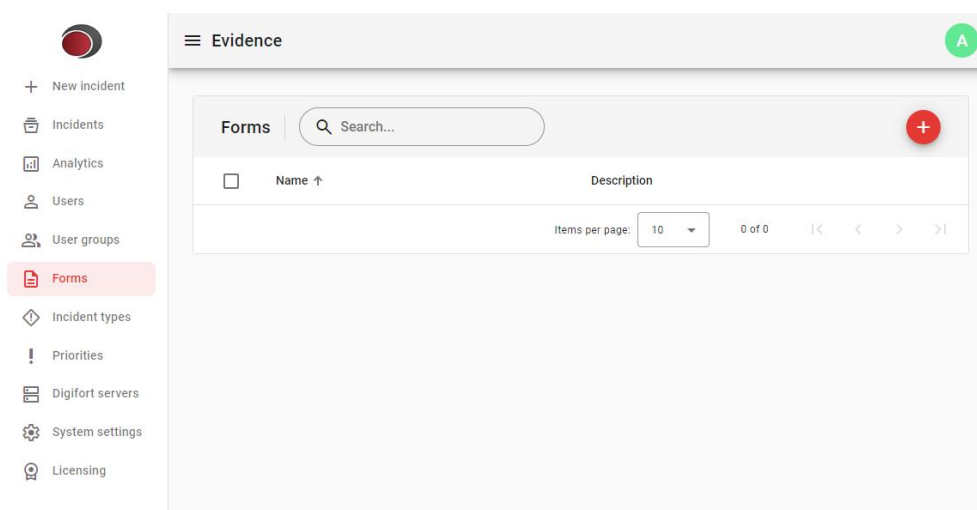 Evidence
A
New incident
Incidents
Analytics
Users
User groups
Forms
Incident types
Priorities
Digifort servers
System settings
Licensing
Forms
Search...
Name
Description
Items per page: 10 0 of 0